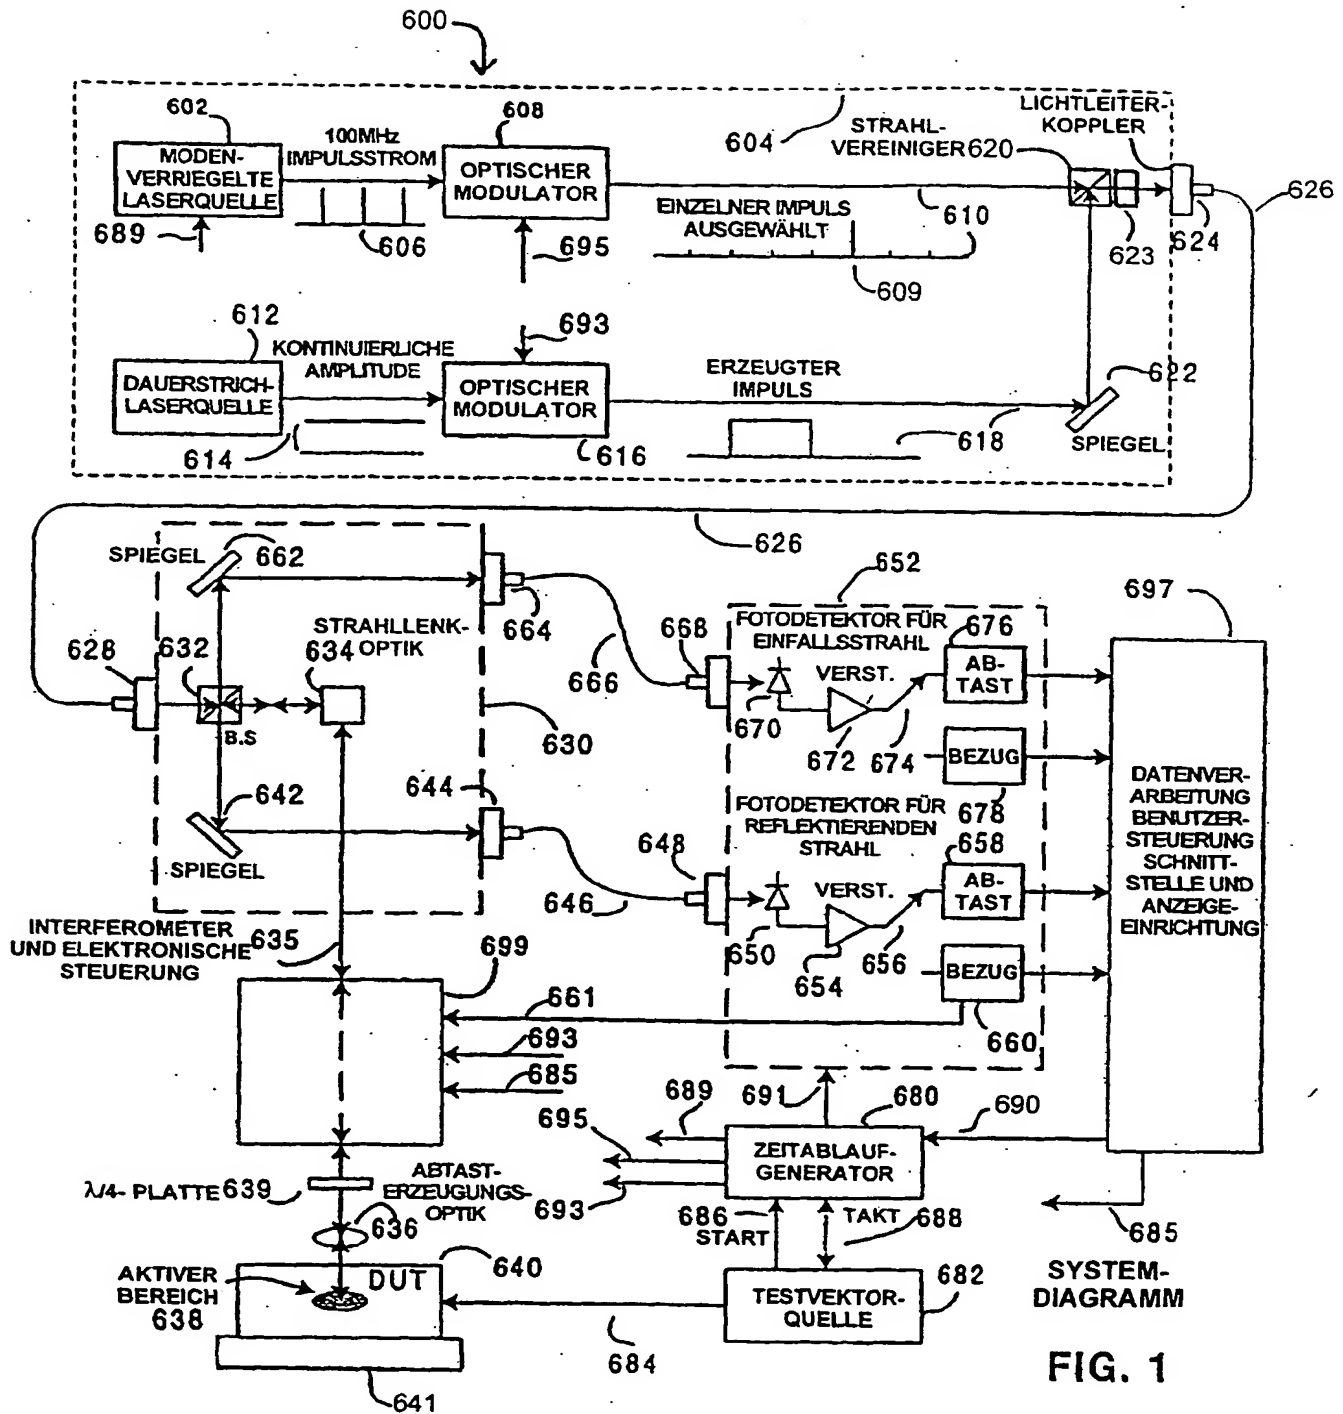 600
602
MODEN-
VERRIEGELTE
LASERQUELLE
689
100MHz
IMPULSSTROM
606
608
OPTISCHER
MODULATOR
695
604
STRAHL-
VEREINIGER 620
LICHTLEITER-
KOPPLER
626
610
EINZELNER IMPULS
AUSGEWÄHLT
609
623
624
612
DAUERSTRICH-
LASERQUELLE
KONTINUIERLICHE
AMPLITUDE
614
693
OPTISCHER
MODULATOR
616
ERZEUGTER
IMPULS
618
622
SPIEGEL
626
SPIEGEL
662
664
666
668
628
632
B.S
STRAHLLENK-
OPTIK
634
630
642
SPIEGEL
644
646
648
652
FOTODETEKTOR FÜR
EINFALLSSTRAHL
676
AB-
TAST
VERST.
670
672
674
BEZUG
678
FOTODETEKTOR FÜR
REFLEKTIERENDEN
STRAHL
658
AB-
TAST
VERST.
650
654
656
BEZUG
660
697
DATENVER-
ARBEITUNG
BENUTZER-
STEUERUNG
SCHNITT-
STELLE UND
ANZEIGE-
EINRICHTUNG
INTERFEROMETER
UND ELEKTRONISCHE
STEUERUNG
635
699
661
693
685
691
689
695
693
680
690
ZEITABLAUF-
GENERATOR
686
START
TAKT
688
685
λ/4- PLATTE 639
ABTAST-
ERZEUGUNGS-
OPTIK
636
640
DUT
AKTIVER
BEREICH
638
684
682
TESTVEKTOR-
QUELLE
641
SYSTEM-
DIAGRAMM
FIG. 1